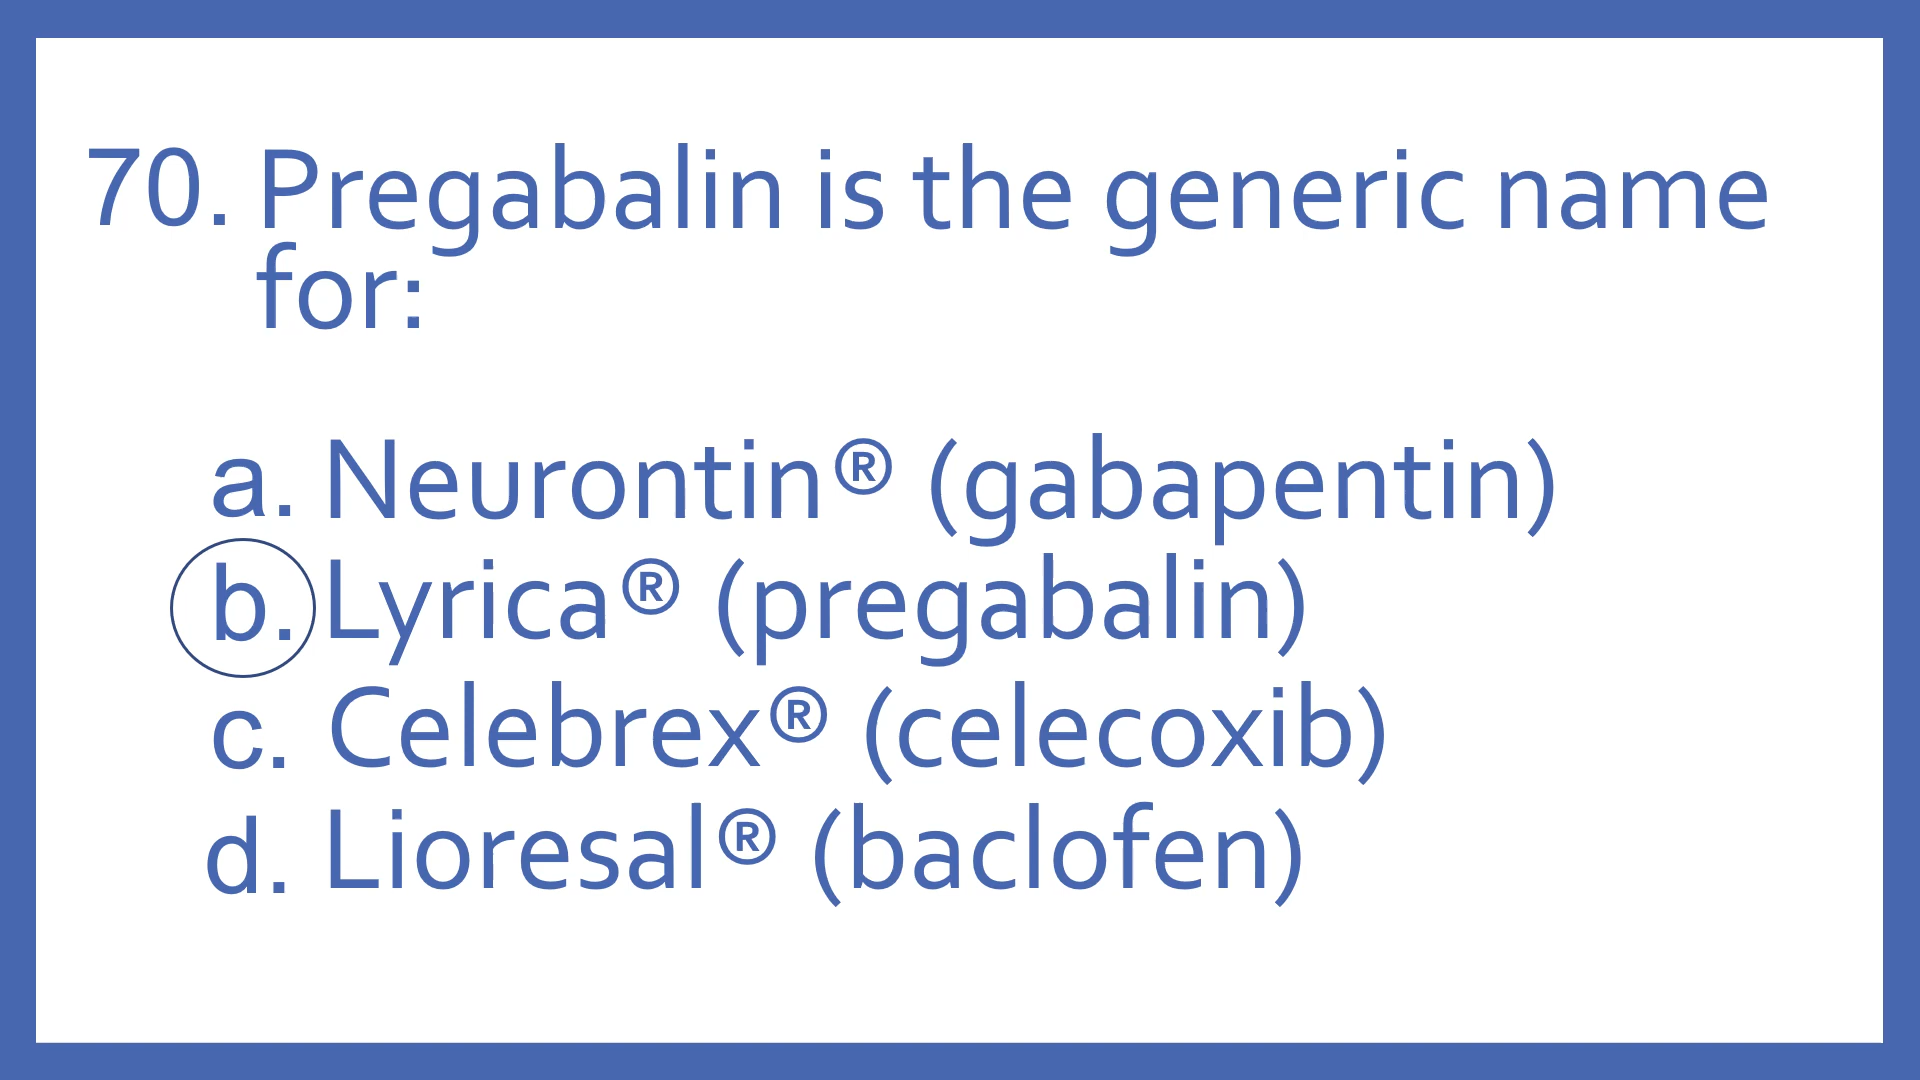 70. Pregabalin is the generic name
for:
a. Neurontin® (gabapentin)
b. Lyrica® (pregabalin)
c. Celebrex® (celecoxib)
d. Lioresal® (baclofen)